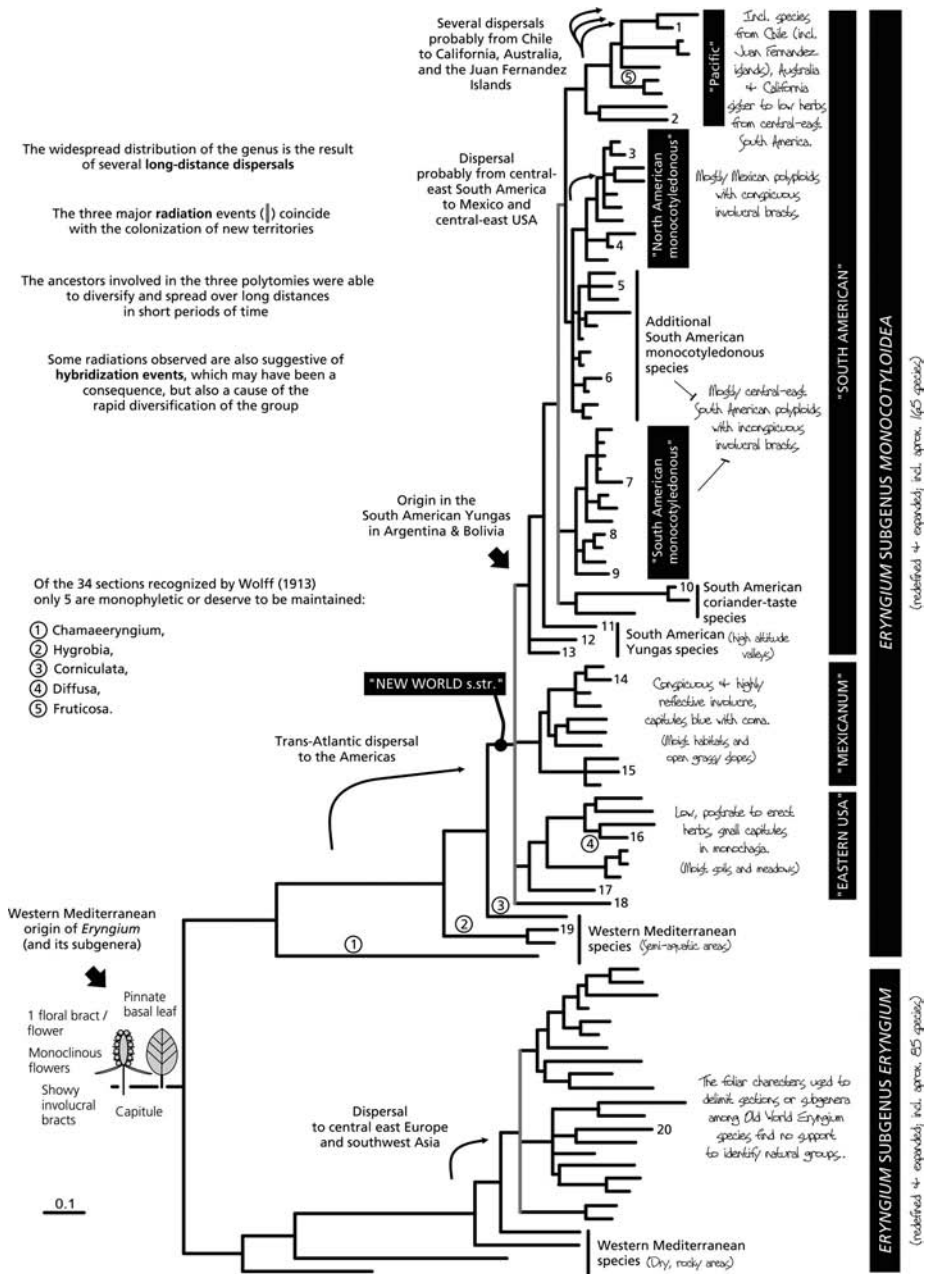 Several dispersals
probably from Chile
to California, Australia,
and the Juan Fernandez
Islands
1
5
2
"Pacific"
Incl. species
from Chile (incl.
Juan Fernandez
islands), Australia
+ California
sister to low herbs
from central-east
South America.
The widespread distribution of the genus is the result
of several long-distance dispersals
The three major radiation events ( ) coincide
with the colonization of new territories
The ancestors involved in the three polytomies were able
to diversify and spread over long distances
in short periods of time
Some radiations observed are also suggestive of
hybridization events, which may have been a
consequence, but also a cause of the
rapid diversification of the group
Dispersal
probably from central-
east South America
to Mexico and
central-east USA
3
4
"North American
monocotyledonous"
Mostly Mexican polyploids
with conspicuous
involucral bracts.
5
6
Additional
South American
monocotyledonous
species
Mostly central-east
South American polyploids
with inconspicuous
involucral bracts.
7
8
9
"South American
monocotyledonous"
Origin in the
South American Yungas
in Argentina & Bolivia
10
South American
coriander-taste
species
11
12
13
South American
Yungas species
(high altitude
valleys)
"SOUTH AMERICAN"
Of the 34 sections recognized by Wolff (1913)
only 5 are monophyletic or deserve to be maintained:
1 Chamaeeryngium,
2 Hygrobia,
3 Corniculata,
4 Diffusa,
5 Fruticosa.
"NEW WORLD s.str."
Trans-Atlantic dispersal
to the Americas
14
15
Conspicuous + highly
reflective involucre,
capitules blue with coma.
(Moist habitats and
open grassy slopes)
"MEXICANUM"
16
4
17
18
Low, postrate to erect
herbs, small capitules
in monochasia.
(Moist soils and meadows)
"EASTERN USA"
3
2
1
19
Western Mediterranean
species (Semi-aquatic areas)
ERYNGIUM SUBGENUS MONOCOTYLOIDEA
(redefined + expanded; incl. aprox. 165 species)
Western Mediterranean
origin of Eryngium
(and its subgenera)
1 floral bract /
flower
Monoclinous
flowers
Showy
involucral
bracts
Pinnate
basal leaf
Capitule
0.1
Dispersal
to central east Europe
and southwest Asia
20
The foliar charecters used to
delimit sections or subgenera
among Old World Eryngium
species find no support
to identify natural groups..
Western Mediterranean
species (Dry, rocky areas)
ERYNGIUM SUBGENUS ERYNGIUM
(redefined + expanded; incl. aprox. 85 species)